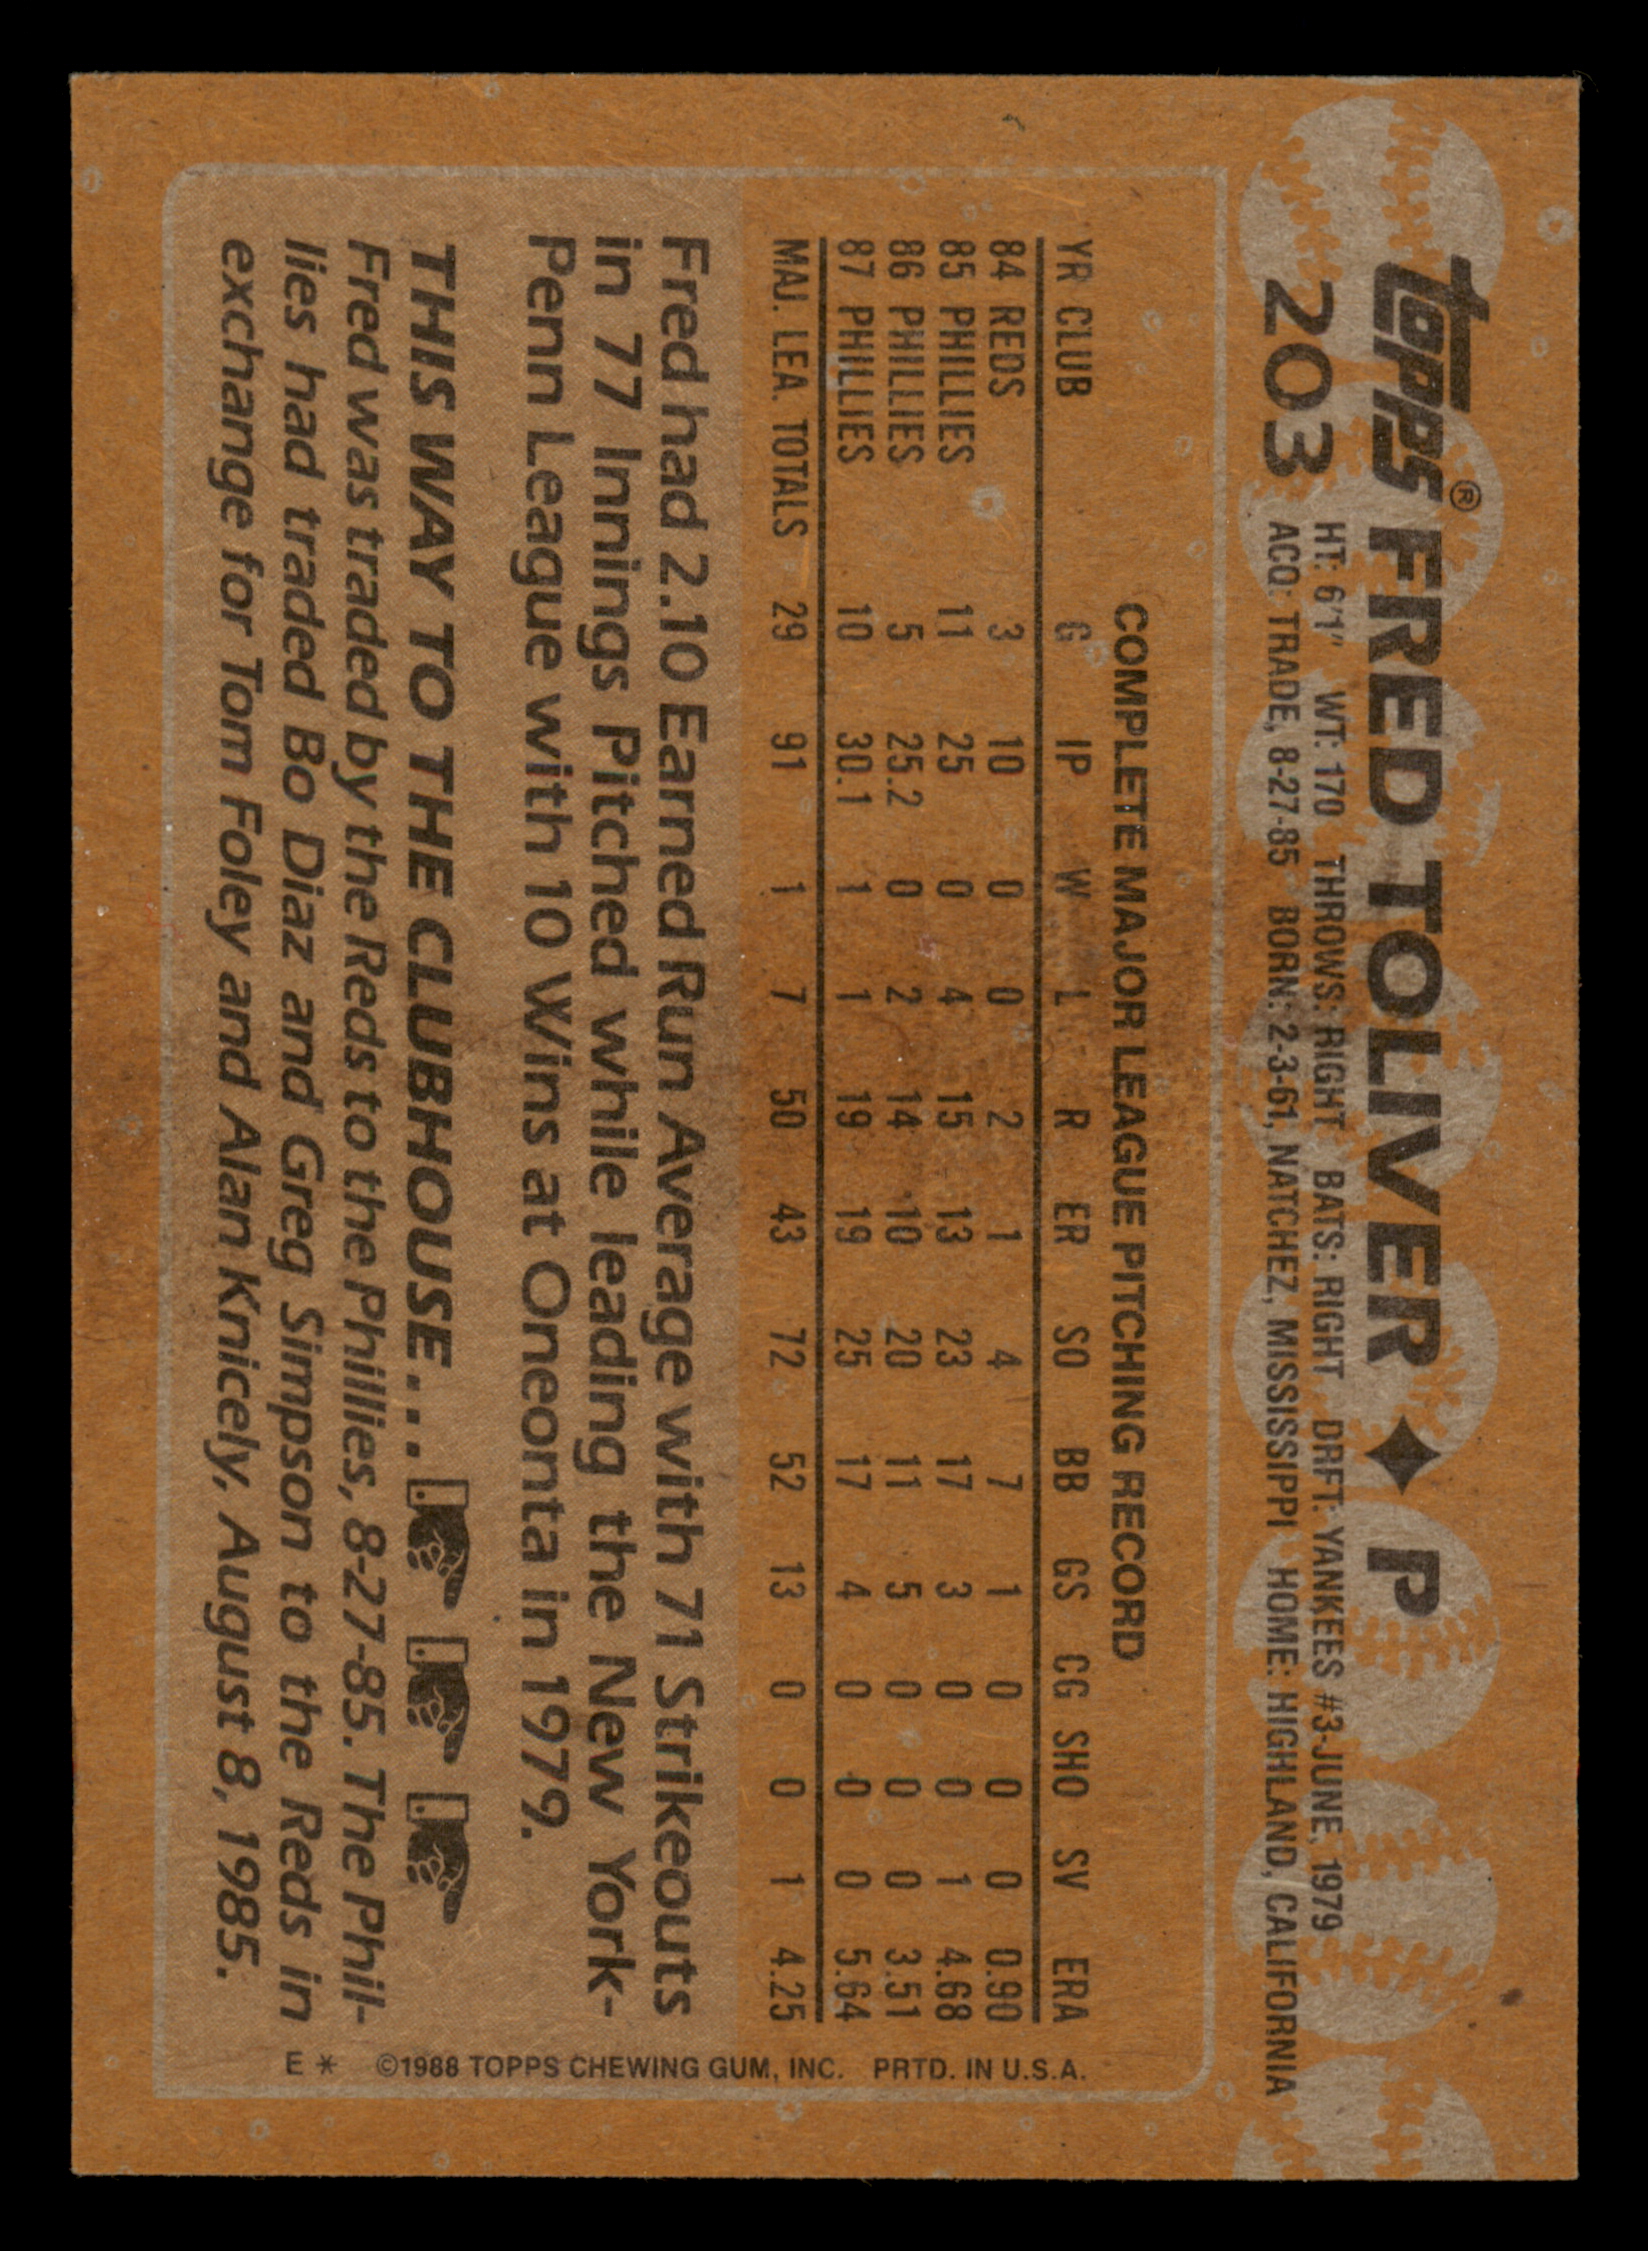 topps® FRED TOLIVER ✦ P
203 HT: 6'1" WT: 170 THROWS: RIGHT BATS: RIGHT DRFT: YANKEES #3-JUNE, 1979
ACQ: TRADE, 8-27-85 BORN: 2-3-61, NATCHEZ, MISSISSIPPI HOME: HIGHLAND, CALIFORNIA
COMPLETE MAJOR LEAGUE PITCHING RECORD
YR CLUB G IP W L R ER SO BB GS CG SHO SV ERA
84 REDS 3 10 0 0 2 1 4 7 1 0 0 0 0.90
85 PHILLIES 11 25 0 4 15 13 23 17 3 0 0 1 4.68
86 PHILLIES 5 25.2 0 2 14 10 20 11 5 0 0 0 3.51
87 PHILLIES 10 30.1 1 1 19 19 25 17 4 0 0 0 5.64
MAJ. LEA. TOTALS 29 91 1 7 50 43 72 52 13 0 0 1 4.25
Fred had 2.10 Earned Run Average with 71 Strikeouts
in 77 Innings Pitched while leading the New York-
Penn League with 10 Wins at Oneonta in 1979.
THIS WAY TO THE CLUBHOUSE . . .
Fred was traded by the Reds to the Phillies, 8-27-85. The Phil-
lies had traded Bo Diaz and Greg Simpson to the Reds in
exchange for Tom Foley and Alan Knicely, August 8, 1985.
E * ©1988 TOPPS CHEWING GUM, INC. PRTD. IN U.S.A.